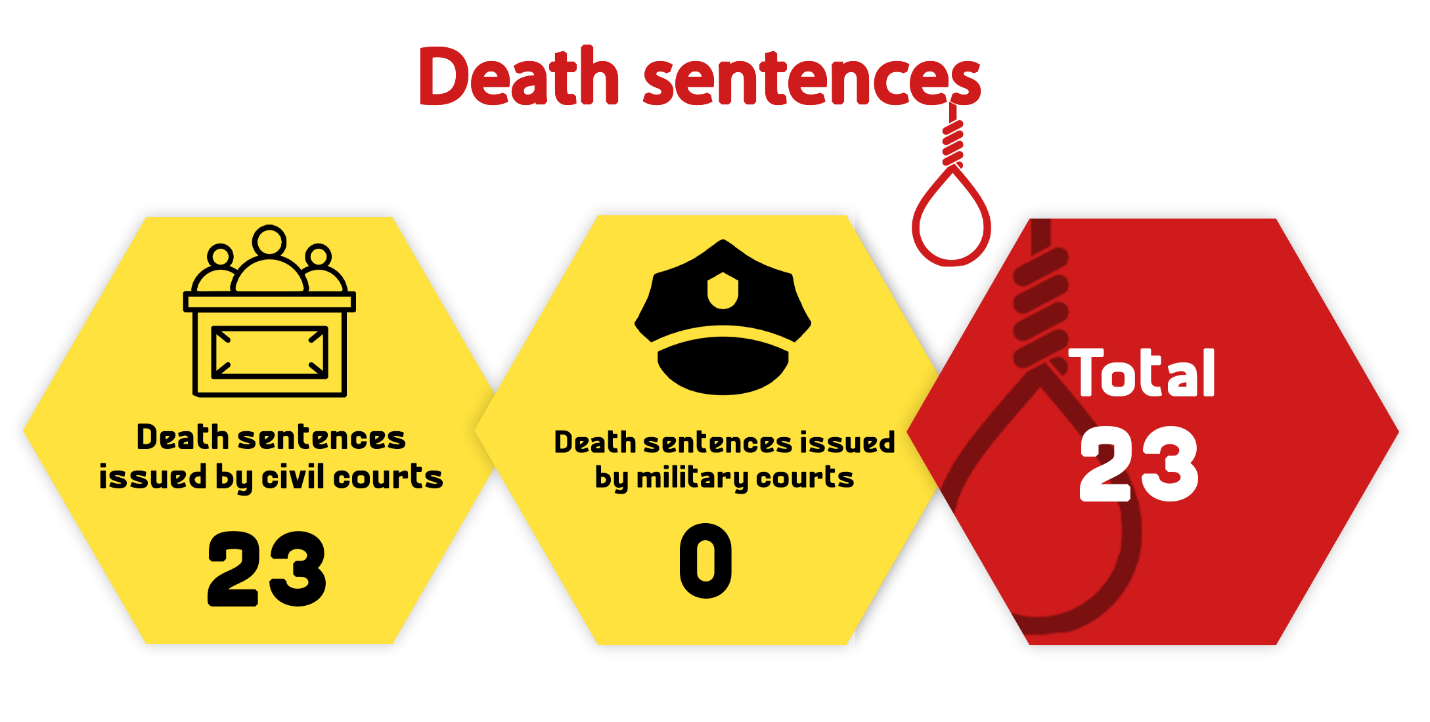 Death sentences
Death sentences
issued by civil courts
23
Death sentences issued
by military courts
0
Total
23